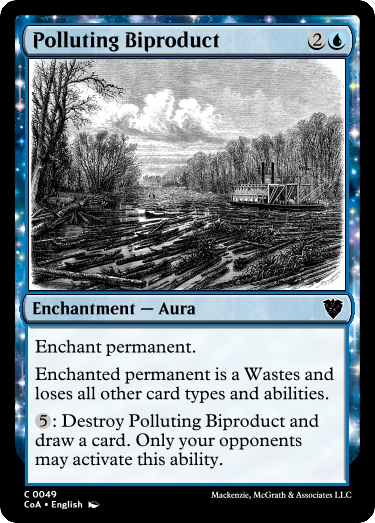 Polluting Biproduct 2
Enchantment — Aura
Enchant permanent.
Enchanted permanent is a Wastes and
loses all other card types and abilities.
5: Destroy Polluting Biproduct and
draw a card. Only your opponents
may activate this ability.
C 0049
CoA • English
Mackenzie, McGrath & Associates LLC